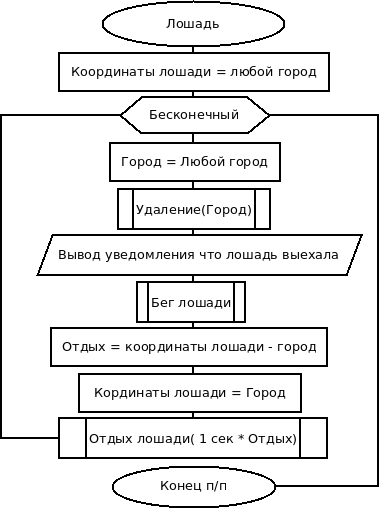 Лошадь
Координаты лошади = любой город
Бесконечный
Город = Любой город
Удаление(Город)
Вывод уведомления что лошадь выехала
Бег лошади
Отдых = координаты лошади - город
Кординаты лошади = Город
Отдых лошади( 1 сек * Отдых)
Конец п/п